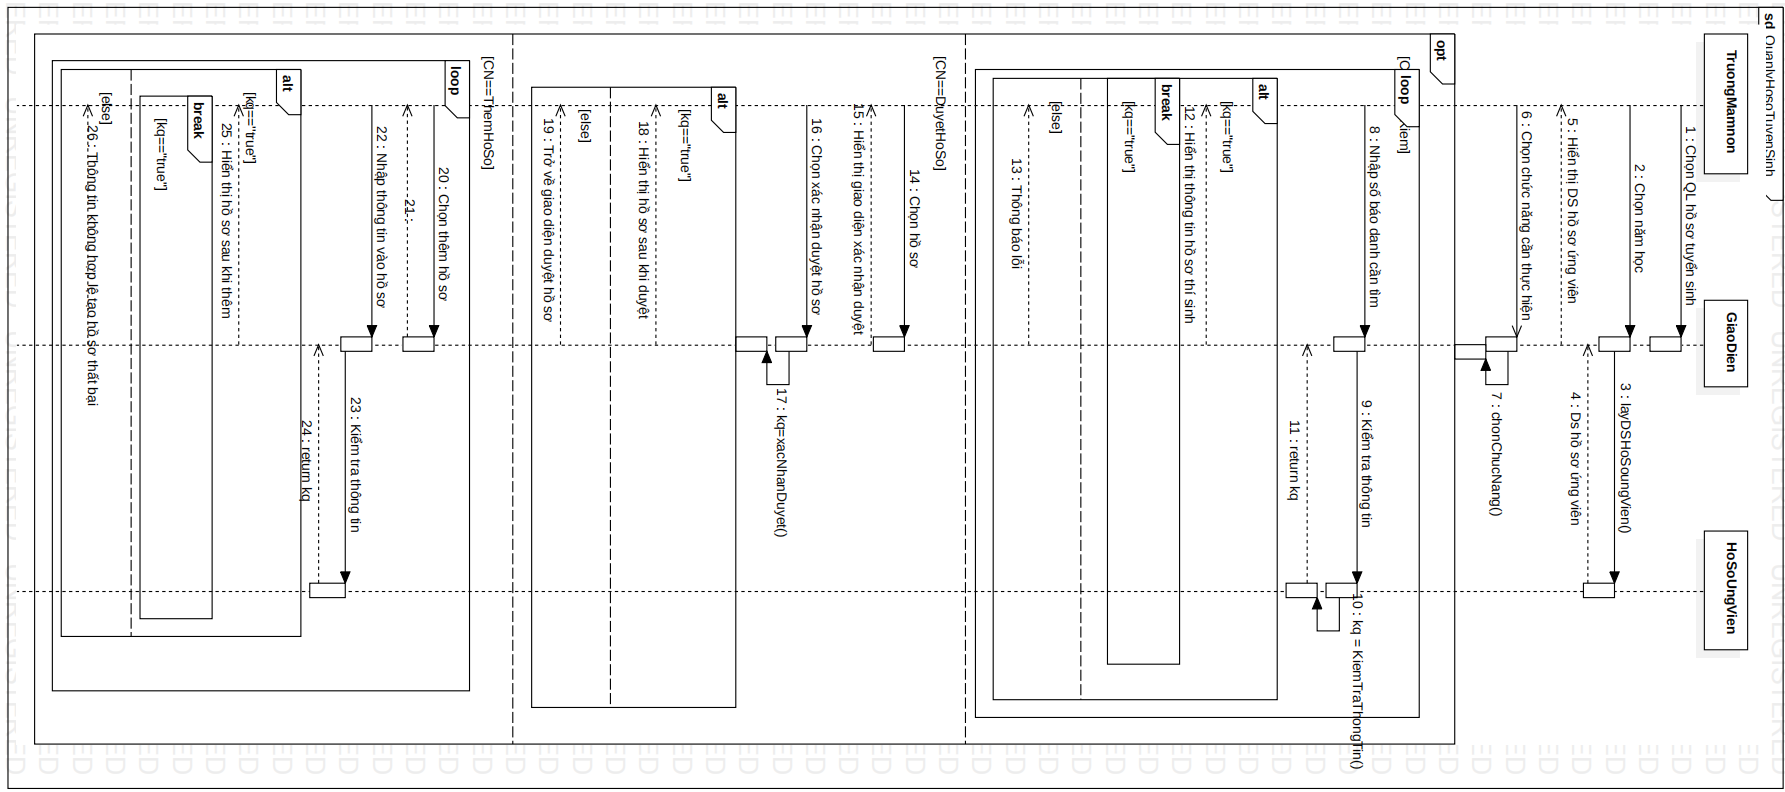 sd QuanlyHosoTuyenSinh
TruongMamnon
GiaoDien
HoSoUngVien
1 : Chọn QL hồ sơ tuyển sinh
2 : Chọn năm học
3 : layDSHoSoungVien()
4 : Ds hồ sơ ứng viên
5 : Hiển thị DS hồ sơ ứng viên
6 : Chọn chức năng cần thực hiện
7 : chonChucNang()
opt
loop
8 : Nhập số báo danh cần tìm
9 : Kiểm tra thông tin
10 : kq = KiemTraThongTin()
11 : return kq
alt
[kq=="true"]
12 : Hiển thị thông tin hồ sơ thí sinh
break
[kq=="true"]
[else]
13 : Thông báo lỗi
[CN==DuyetHoSo]
14 : Chọn hồ sơ
15 : Hiển thị giao diện xác nhận duyệt
16 : Chọn xác nhận duyệt hồ sơ
17 : kq=xacNhanDuyet()
alt
[kq=="true"]
18 : Hiển thị hồ sơ sau khi duyệt
[else]
19 : Trở về giao diện duyệt hồ sơ
[CN==ThemHoSo]
loop
20 : Chọn thêm hồ sơ
21 :
22 : Nhập thông tin vào hồ sơ
23 : Kiểm tra thông tin
24 : return kq
alt
[kq=="true"]
25 : Hiển thị hồ sơ sau khi thêm
break
[kq=="true"]
[else]
26 : Thông tin không hợp lệ tạo hồ sơ thất bại